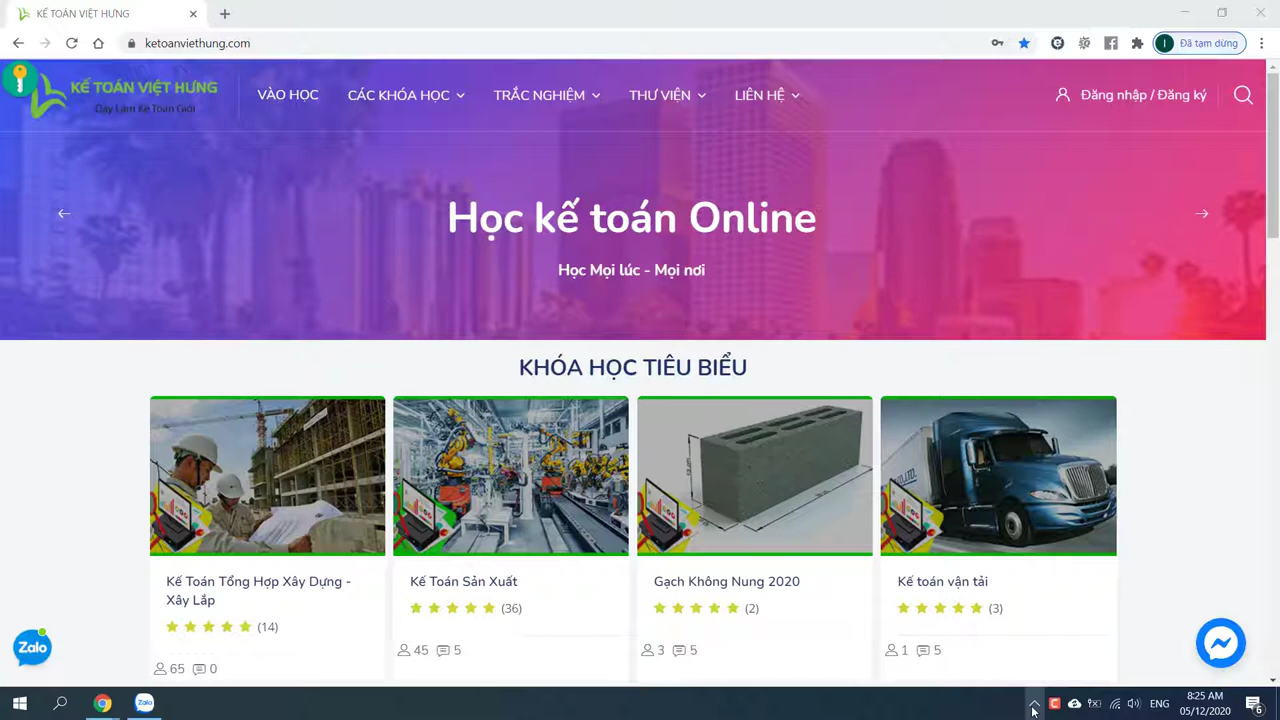 KẾ TOÁN VIỆT HƯNG
ketoanviethung.com
Đã tạm dừng
KẾ TOÁN VIỆT HƯNG
Dạy Làm Kế Toán Giỏi
VÀO HỌC
CÁC KHÓA HỌC
TRẮC NGHIỆM
THƯ VIỆN
LIÊN HỆ
Đăng nhập / Đăng ký
Học kế toán Online
Học Mọi lúc - Mọi nơi
KHÓA HỌC TIÊU BIỂU
Kế Toán Tổng Hợp Xây Dựng -
Xây Lắp
(14)
65 0
Kế Toán Sản Xuất
(36)
45 5
Gạch Không Nung 2020
(2)
3 5
Kế toán vận tải
(3)
1 5
Zalo
Zalo
ENG
8:25 AM
05/12/2020
6